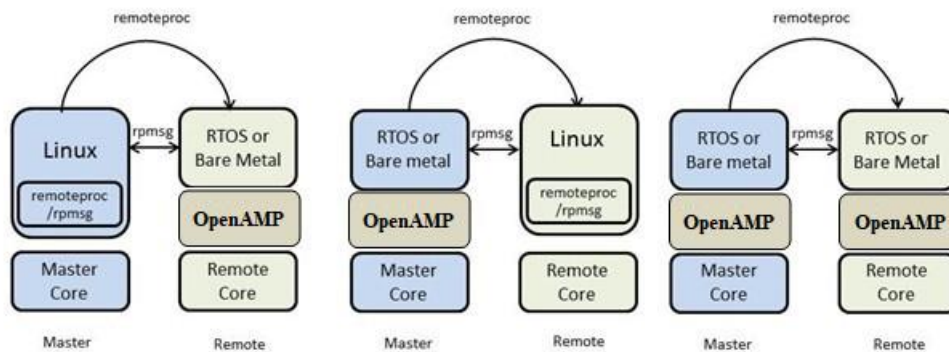 remoteproc
Linux
remoteproc
/rpmsg
rpmsg
RTOS or
Bare Metal
OpenAMP
Master
Core
Remote
Core
Master
Remote
remoteproc
RTOS or
Bare metal
OpenAMP
rpmsg
Linux
remoteproc
/rpmsg
Master
Core
Remote
Core
Master
Remote
remoteproc
RTOS or
Bare metal
OpenAMP
rpmsg
RTOS or
Bare Metal
OpenAMP
Master
Core
Remote
Core
Master
Remote